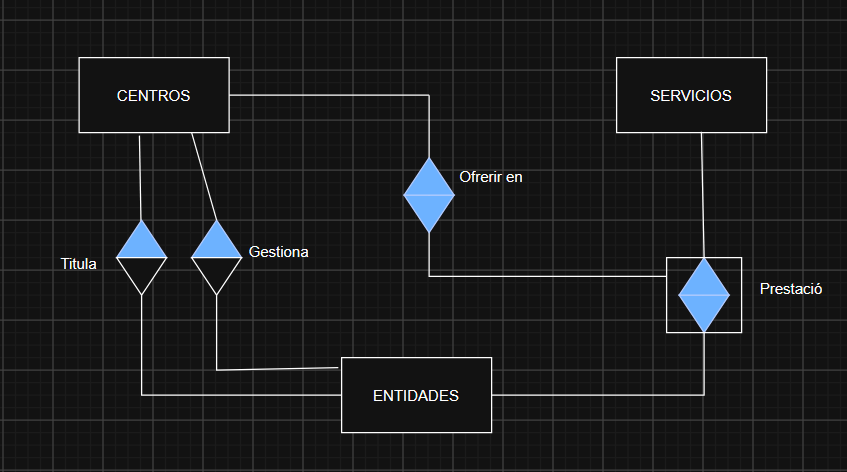 CENTROS
SERVICIOS
Ofrerir en
Titula
Gestiona
Prestació
ENTIDADES